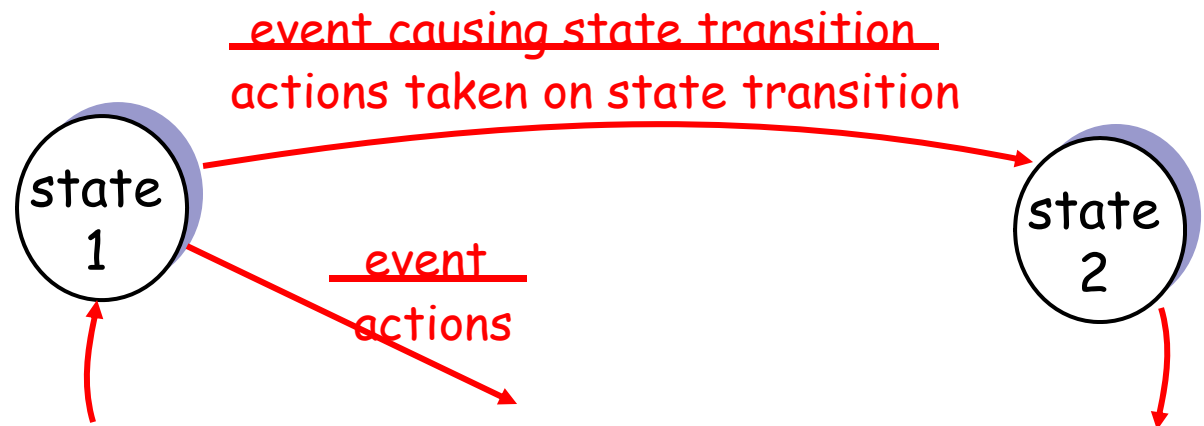 event causing state transition
actions taken on state transition
state
1
state
2
event
actions